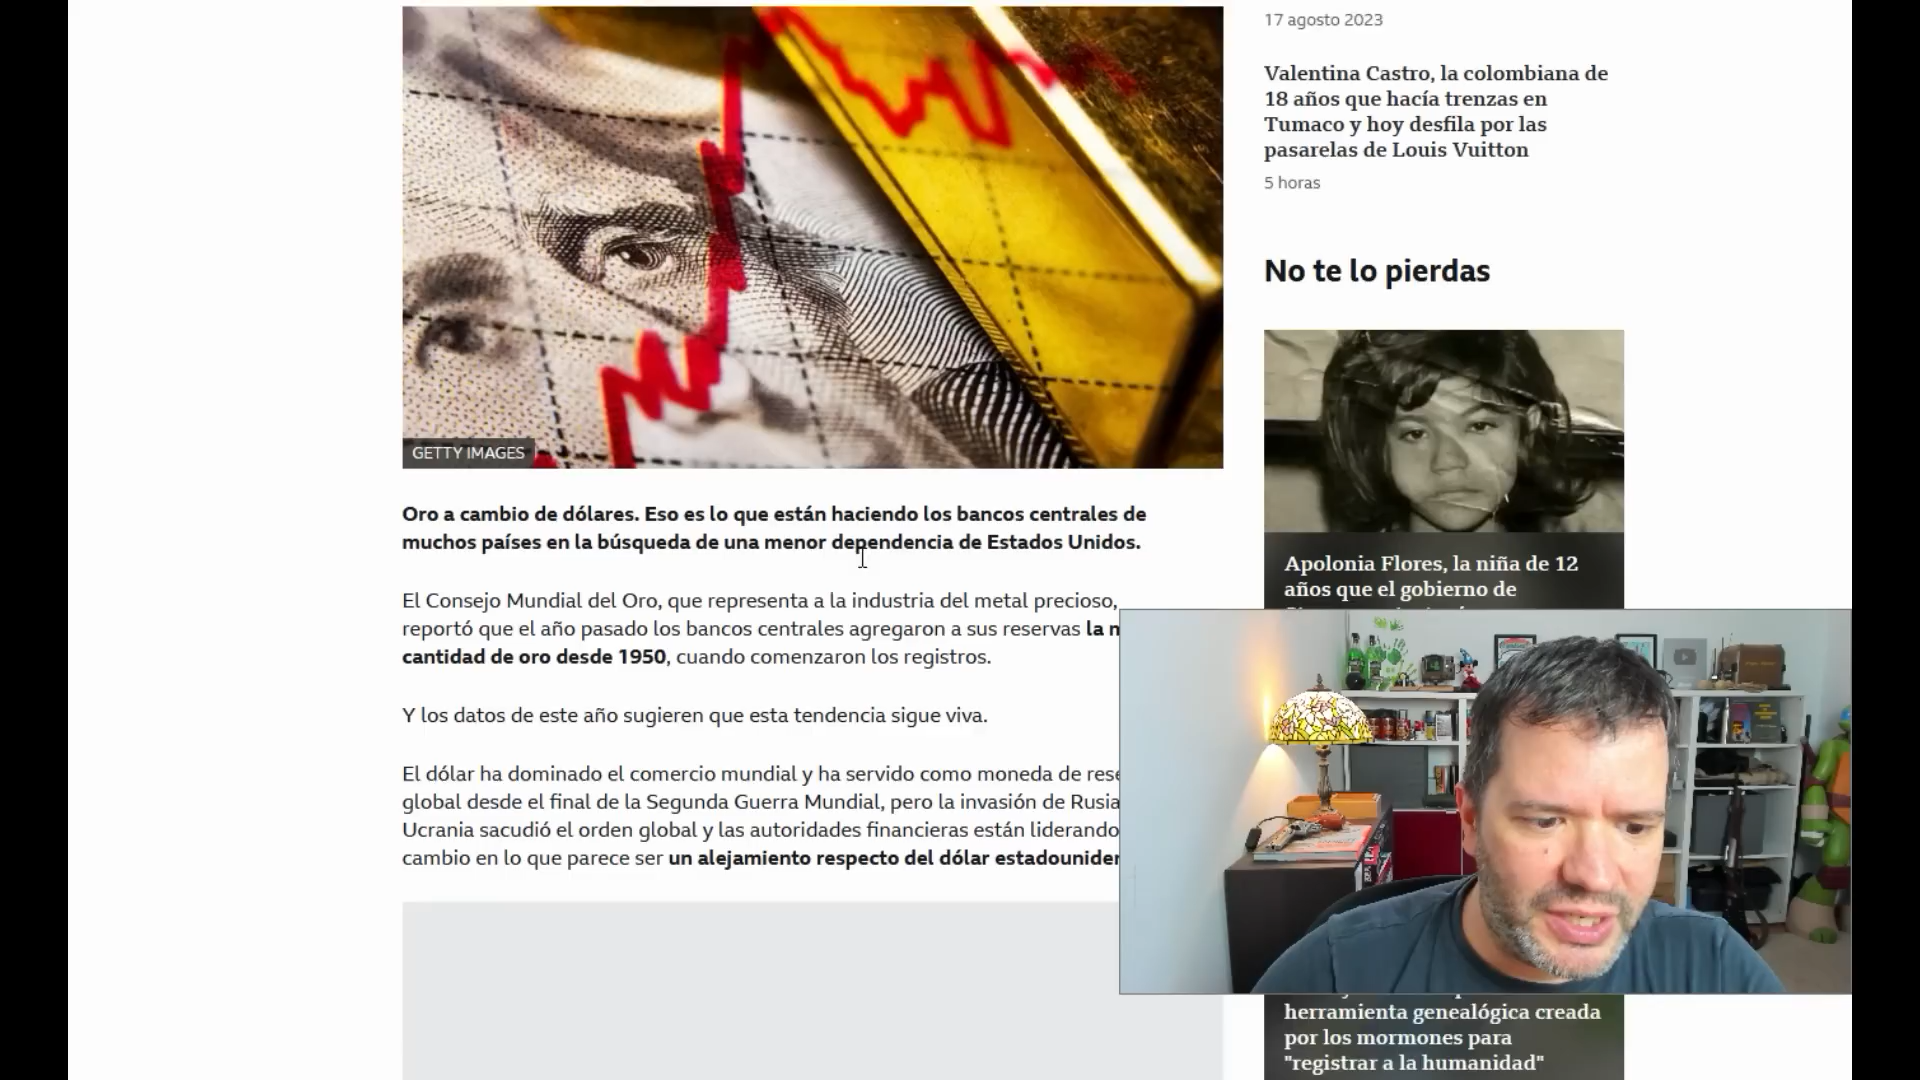 GETTY IMAGES
Oro a cambio de dólares. Eso es lo que están haciendo los bancos centrales de
muchos países en la búsqueda de una menor dependencia de Estados Unidos.
El Consejo Mundial del Oro, que representa a la industria del metal precioso,
reportó que el año pasado los bancos centrales agregaron a sus reservas la
cantidad de oro desde 1950, cuando comenzaron los registros.
Y los datos de este año sugieren que esta tendencia sigue viva.
El dólar ha dominado el comercio mundial y ha servido como moneda de
global desde el final de la Segunda Guerra Mundial, pero la invasión de Rusia
Ucrania sacudió el orden global y las autoridades financieras están liderando
cambio en lo que parece ser un alejamiento respecto del dólar
17 agosto 2023
Valentina Castro, la colombiana de
18 años que hacía trenzas en
Tumaco y hoy desfila por las
pasarelas de Louis Vuitton
5 horas
No te lo pierdas
Apolonia Flores, la niña de 12
años que el gobierno de
herramienta genealógica creada
por los mormones para
"registrar a la humanidad"